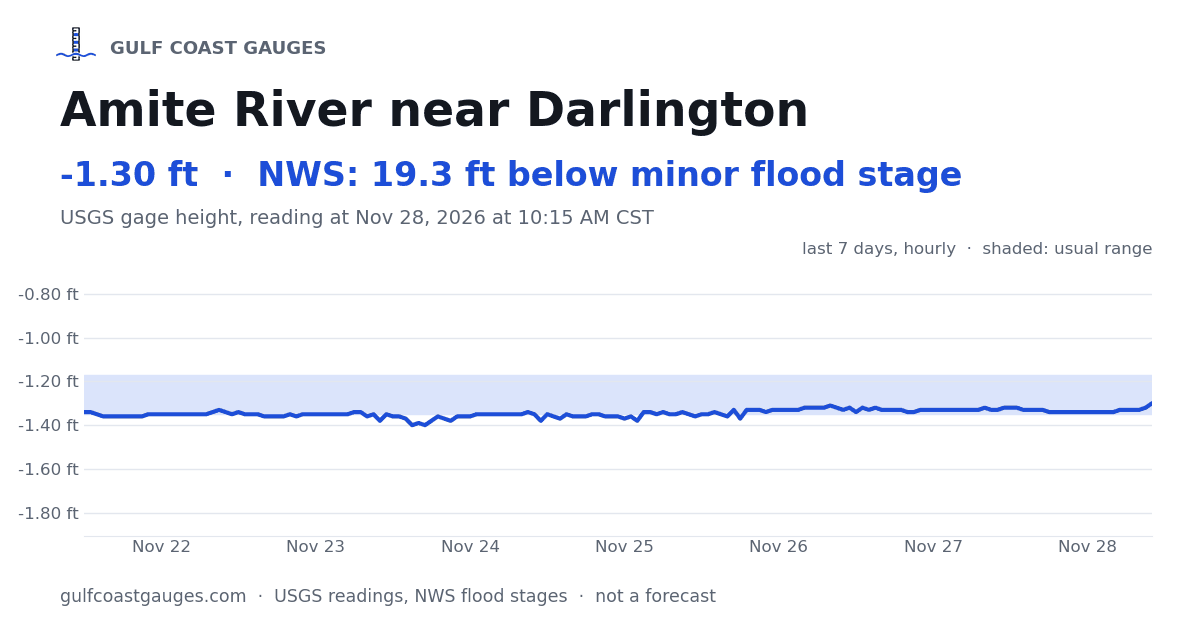 GULF COAST GAUGES
Amite River near Darlington
-1.30 ft · NWS: 19.3 ft below minor flood stage
USGS gage height, reading at Nov 28, 2026 at 10:15 AM CST
last 7 days, hourly · shaded: usual range
-0.80 ft
-1.00 ft
-1.20 ft
-1.40 ft
-1.60 ft
-1.80 ft
Nov 22 Nov 23 Nov 24 Nov 25 Nov 26 Nov 27 Nov 28
gulfcoastgauges.com · USGS readings, NWS flood stages · not a forecast